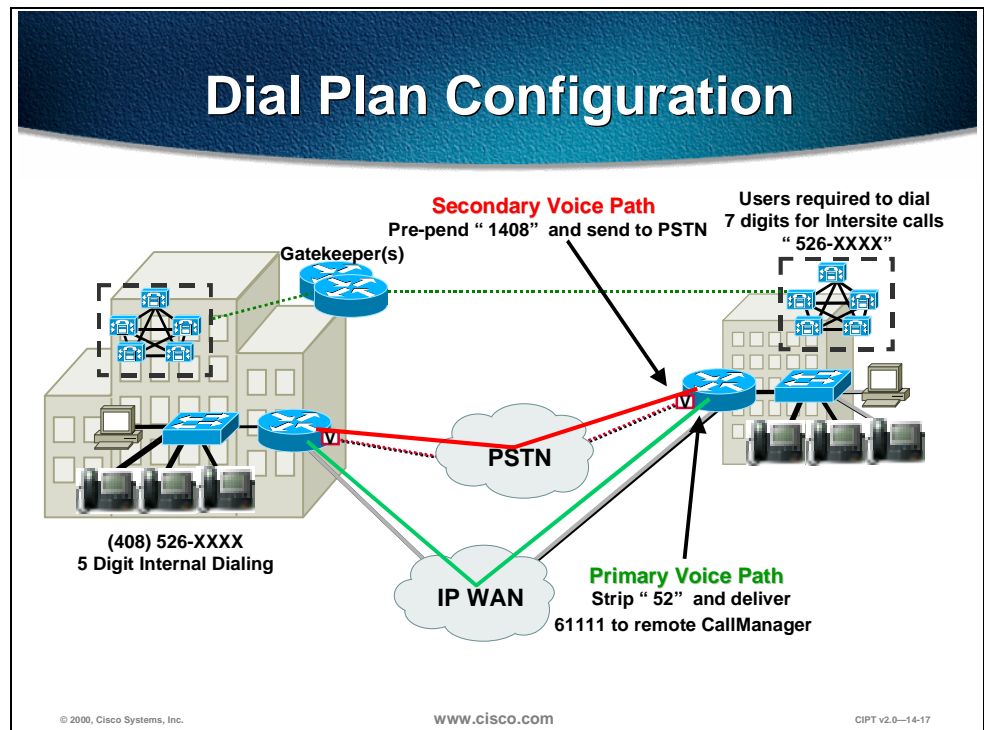 Dial Plan Configuration
Secondary Voice Path
Pre-pend “ 1408” and send to PSTN
Users required to dial
7 digits for Intersite calls
“ 526-XXXX”
Gatekeeper(s)
V
V
PSTN
(408) 526-XXXX
5 Digit Internal Dialing
IP WAN
Primary Voice Path
Strip “ 52” and deliver
61111 to remote CallManager
© 2000, Cisco Systems, Inc.
www.cisco.com
CIPT v2.0—14-17